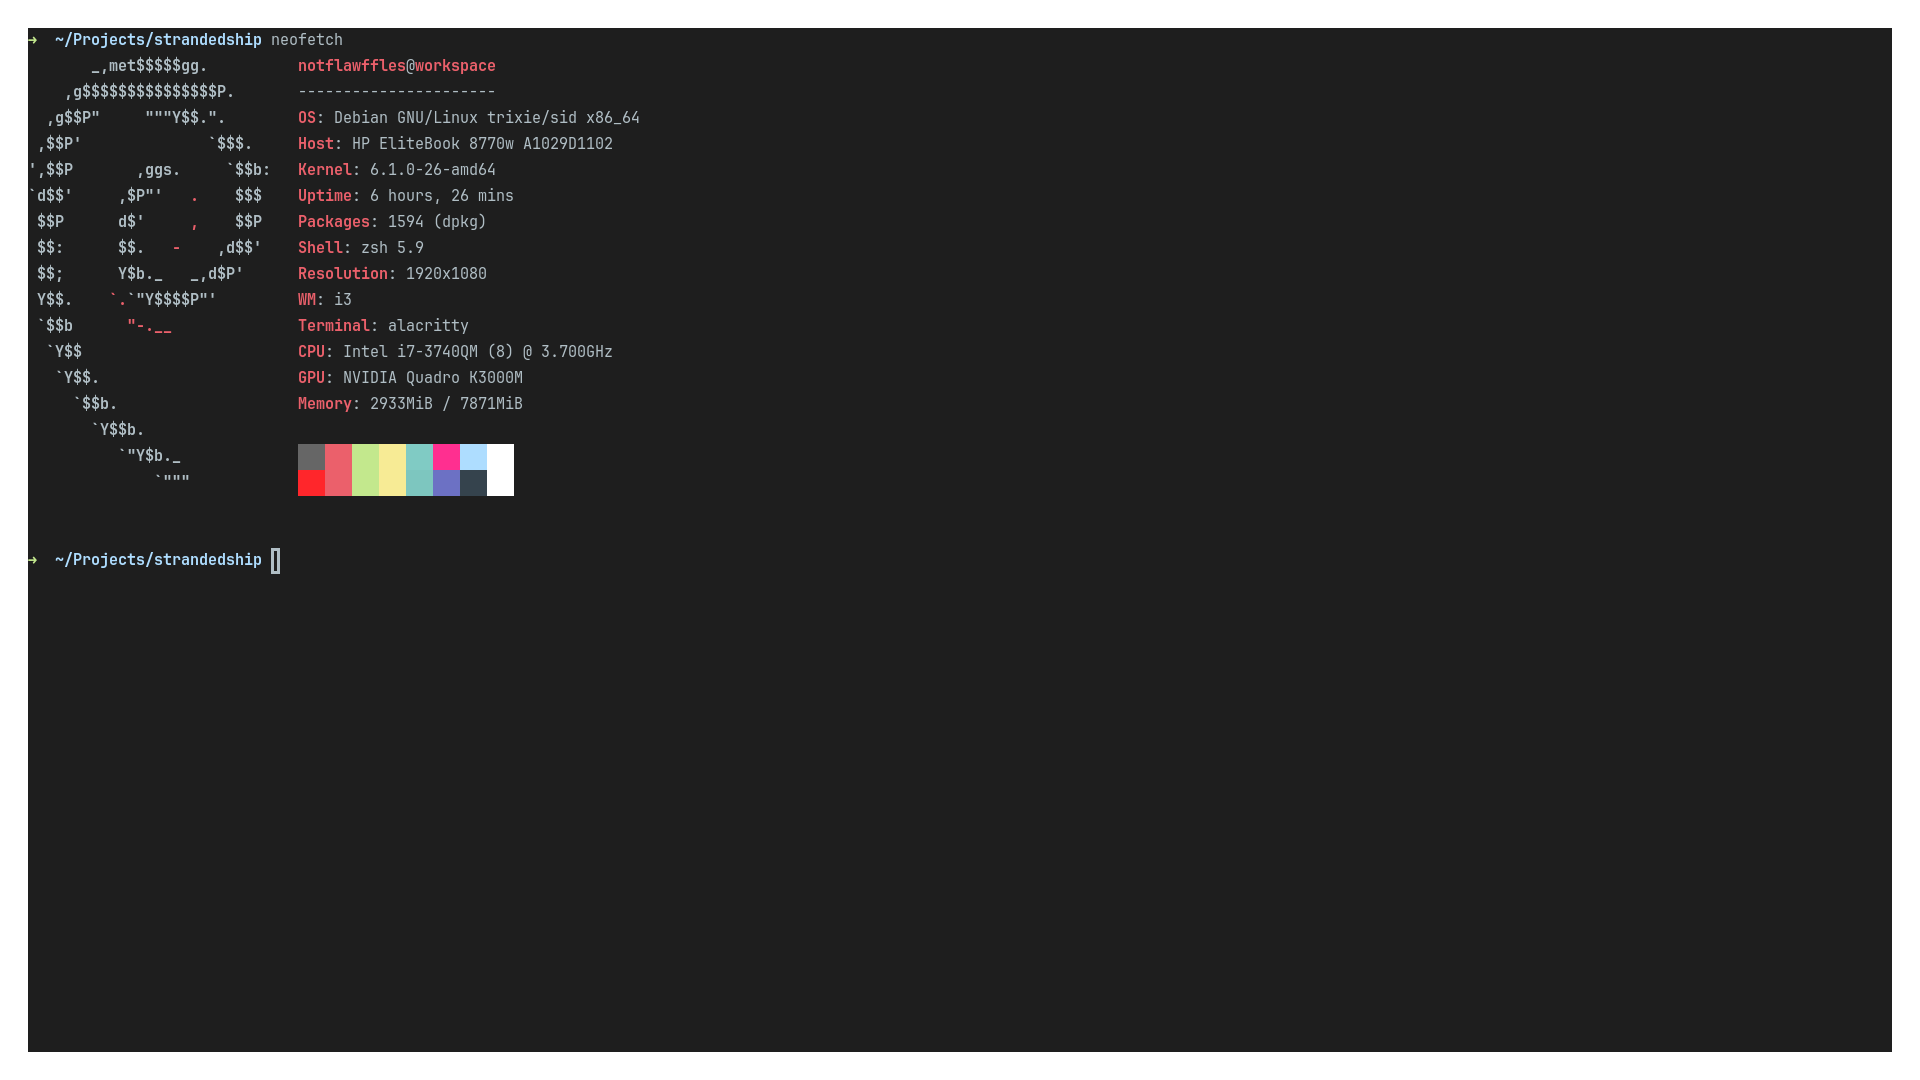 ➜  ~/Projects/strandedship neofetch
       _,met$$$$$gg.          notflawffles@workspace
    ,g$$$$$$$$$$$$$$$P.       ----------------------
  ,g$$P"     """Y$$.".        OS: Debian GNU/Linux trixie/sid x86_64
 ,$$P'              `$$$.     Host: HP EliteBook 8770w A1029D1102
',$$P       ,ggs.     `$$b:   Kernel: 6.1.0-26-amd64
`d$$'     ,$P"'   .    $$$    Uptime: 6 hours, 26 mins
 $$P      d$'     ,    $$P    Packages: 1594 (dpkg)
 $$:      $$.   -    ,d$$'    Shell: zsh 5.9
 $$;      Y$b._   _,d$P'      Resolution: 1920x1080
 Y$$.    `.`"Y$$$$P"'         WM: i3
 `$$b      "-.__              Terminal: alacritty
  `Y$$                        CPU: Intel i7-3740QM (8) @ 3.700GHz
   `Y$$.                      GPU: NVIDIA Quadro K3000M
     `$$b.                    Memory: 2933MiB / 7871MiB
       `Y$$b.
          `"Y$b._
              `"""
➜  ~/Projects/strandedship